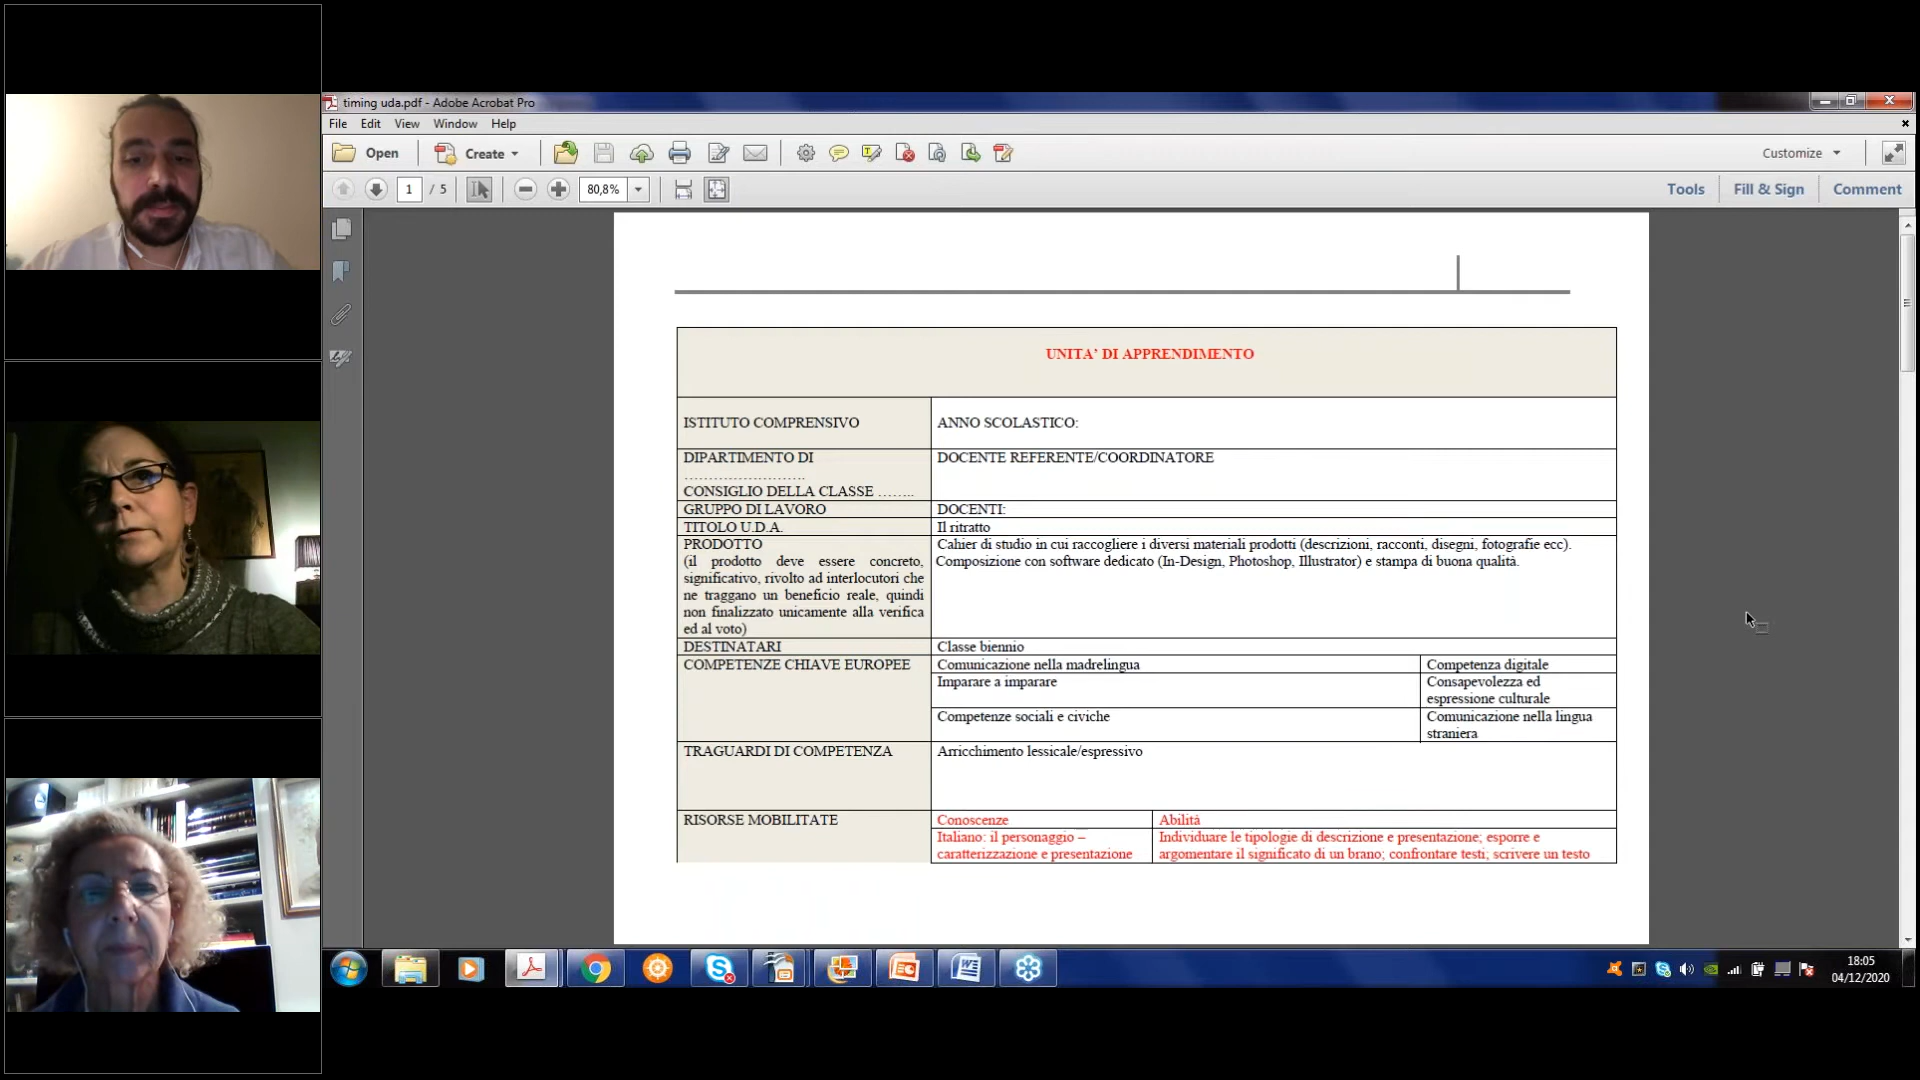 timing uda.pdf - Adobe Acrobat Pro
File Edit View Window Help
Open Create Customize
1 / 5 80,8% Tools Fill & Sign Comment
UNITA' DI APPRENDIMENTO
ISTITUTO COMPRENSIVO
ANNO SCOLASTICO:
DIPARTIMENTO DI
……………………..
CONSIGLIO DELLA CLASSE ……..
DOCENTE REFERENTE/COORDINATORE
GRUPPO DI LAVORO
DOCENTI:
TITOLO U.D.A.
Il ritratto
PRODOTTO
(il prodotto deve essere concreto,
significativo, rivolto ad interlocutori che
ne traggano un beneficio reale, quindi
non finalizzato unicamente alla verifica
ed al voto)
Cahier di studio in cui raccogliere i diversi materiali prodotti (descrizioni, racconti, disegni, fotografie ecc).
Composizione con software dedicato (In-Design, Photoshop, Illustrator) e stampa di buona qualità.
DESTINATARI
Classe biennio
COMPETENZE CHIAVE EUROPEE
Comunicazione nella madrelingua
Competenza digitale
Imparare a imparare
Consapevolezza ed
espressione culturale
Competenze sociali e civiche
Comunicazione nella lingua
straniera
TRAGUARDI DI COMPETENZA
Arricchimento lessicale/espressivo
RISORSE MOBILITATE
Conoscenze
Abilità
Italiano: il personaggio –
caratterizzazione e presentazione
Individuare le tipologie di descrizione e presentazione; esporre e
argomentare il significato di un brano; confrontare testi; scrivere un testo
18:05
04/12/2020